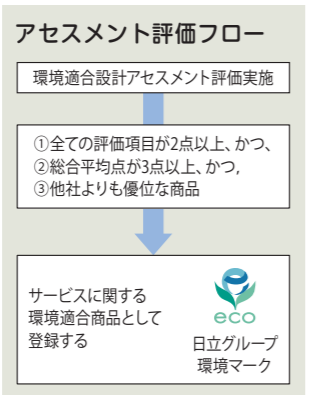 アセスメント評価フロー
環境適合設計アセスメント評価実施
①全ての評価項目が2点以上、かつ、
②総合平均点が3点以上、かつ,
③他社よりも優位な商品
サービスに関する
環境適合商品として
登録する
eco
日立グループ
環境マーク